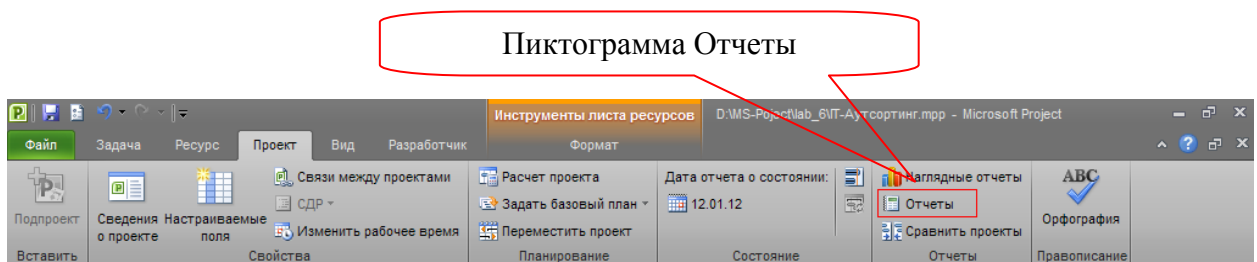 Пиктограмма Отчеты
Инструменты листа ресурсов
D:\MS-Poject\lab_6\IT-Аутсортинг.mpp - Microsoft Project
Файл Задача Ресурс Проект Вид Разработчик Формат
Подпроект
Вставить
Сведения о проекте
Настраиваемые поля
Связи между проектами
СДР
Изменить рабочее время
Свойства
Расчет проекта
Задать базовый план
Переместить проект
Планирование
Дата отчета о состоянии:
12.01.12
Состояние
Наглядные отчеты
Отчеты
Сравнить проекты
Отчеты
ABC
Орфография
Правописание